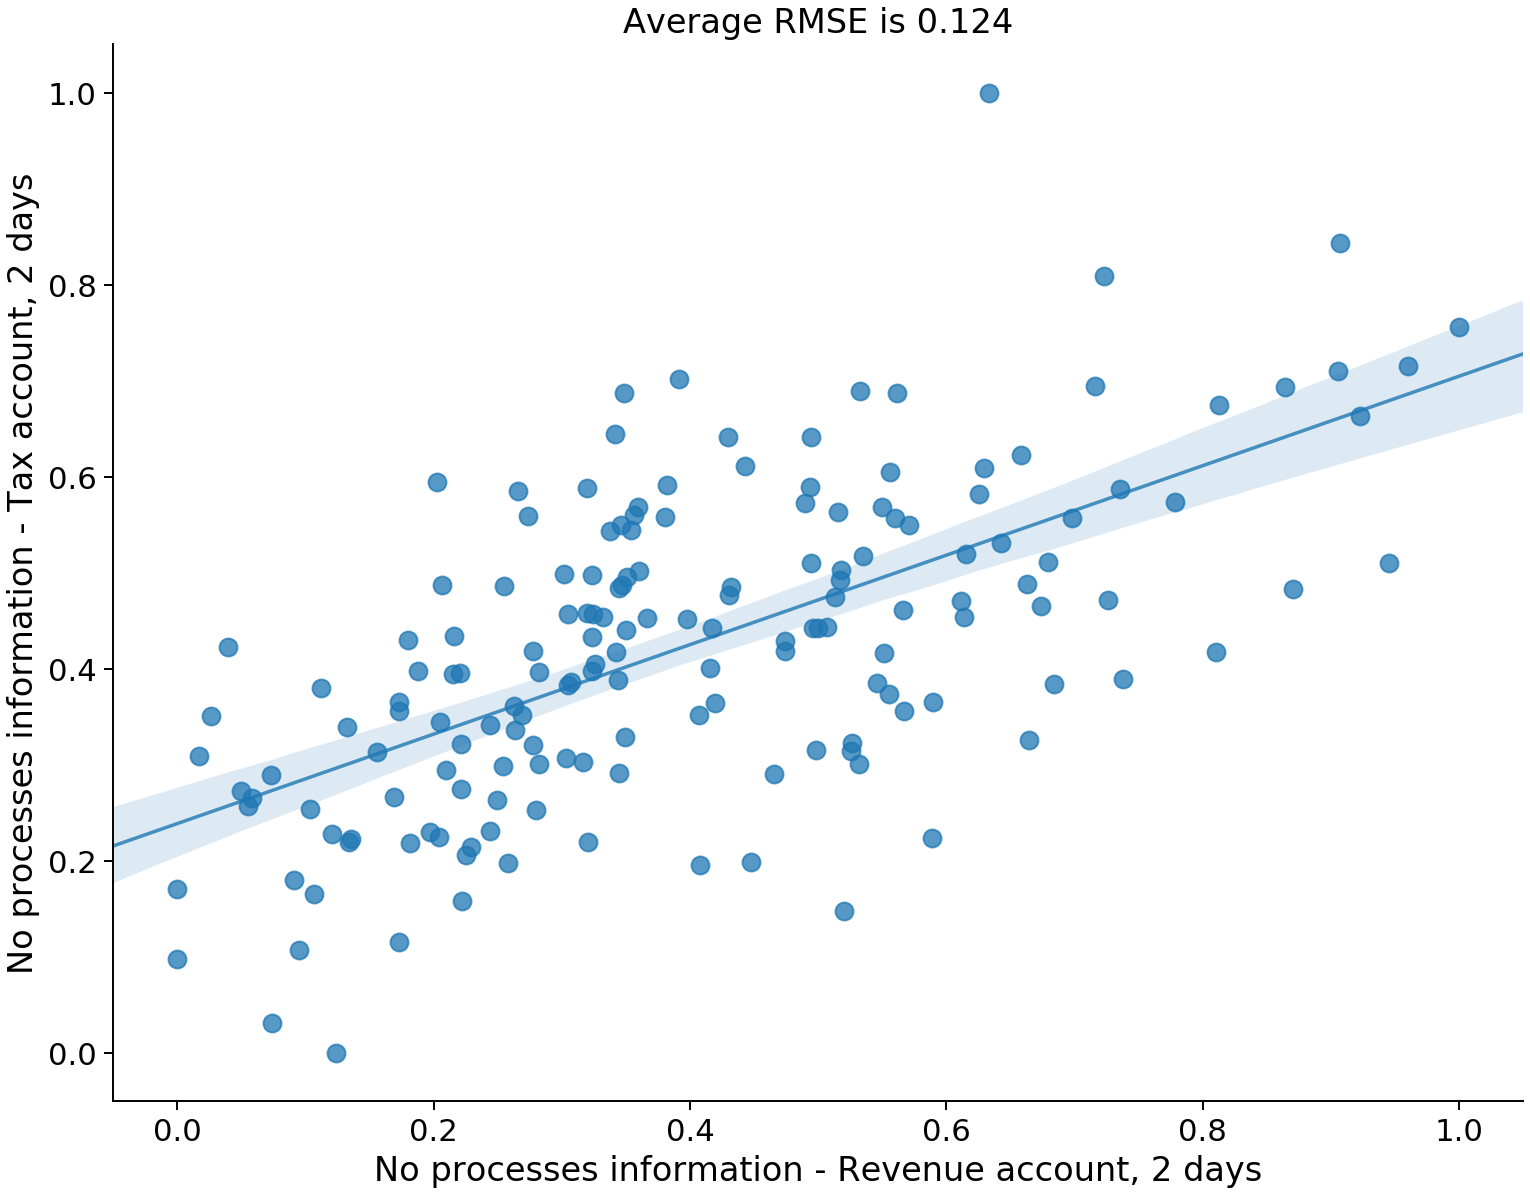 Average RMSE is 0.124
No processes information - Tax account, 2 days
1.0
0.8
0.6
0.4
0.2
0.0
0.0 0.2 0.4 0.6 0.8 1.0
No processes information - Revenue account, 2 days